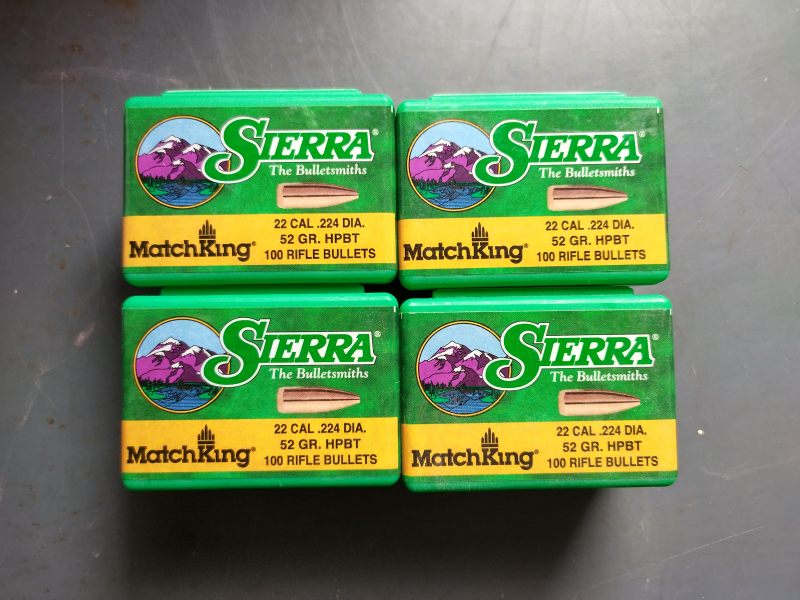 SIERRA®
The Bulletsmiths
MatchKing®
22 CAL .224 DIA.
52 GR. HPBT
100 RIFLE BULLETS
SIERRA®
The Bulletsmiths
MatchKing®
22 CAL .224 DIA.
52 GR. HPBT
100 RIFLE BULLETS
SIERRA®
The Bulletsmiths
MatchKing®
22 CAL .224 DIA.
52 GR. HPBT
100 RIFLE BULLETS
SIERRA®
The Bulletsmiths
MatchKing®
22 CAL .224 DIA.
52 GR. HPBT
100 RIFLE BULLETS